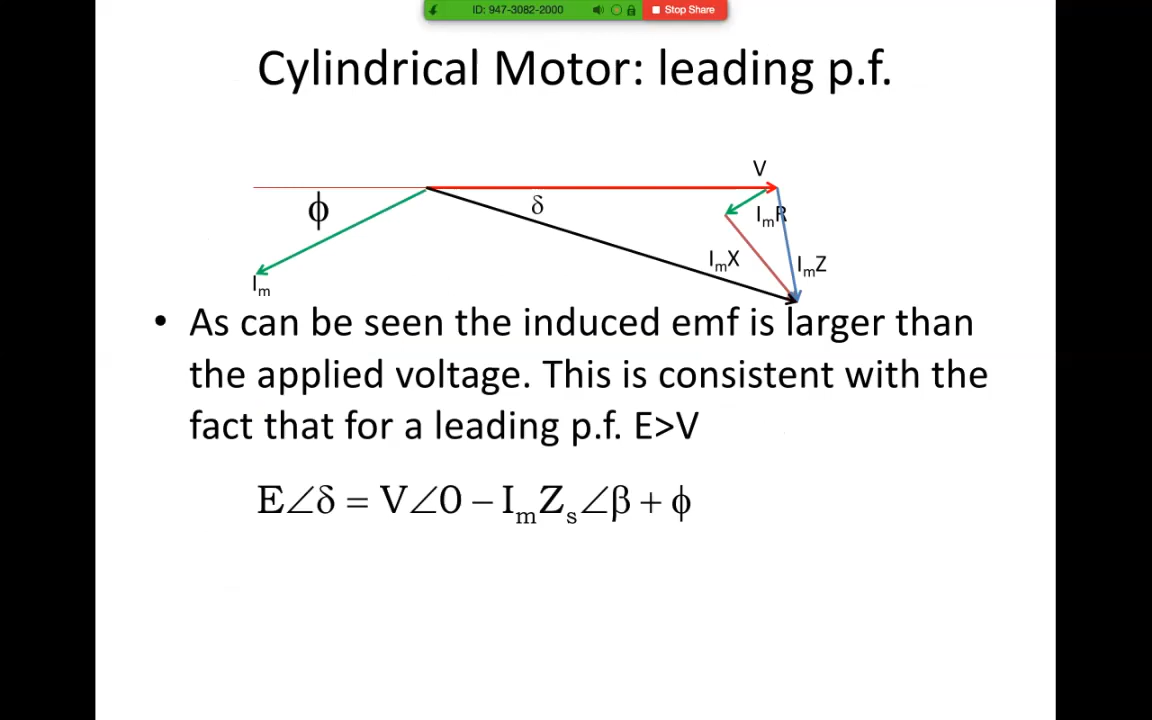 ID: 947-3082-2000 Stop Share
Cylindrical Motor: leading p.f.
V
ϕ
δ
ImR
ImX
ImZ
Im
• As can be seen the induced emf is larger than
the applied voltage. This is consistent with the
fact that for a leading p.f. E>V
E∠δ = V∠0 − ImZs∠β + ϕ